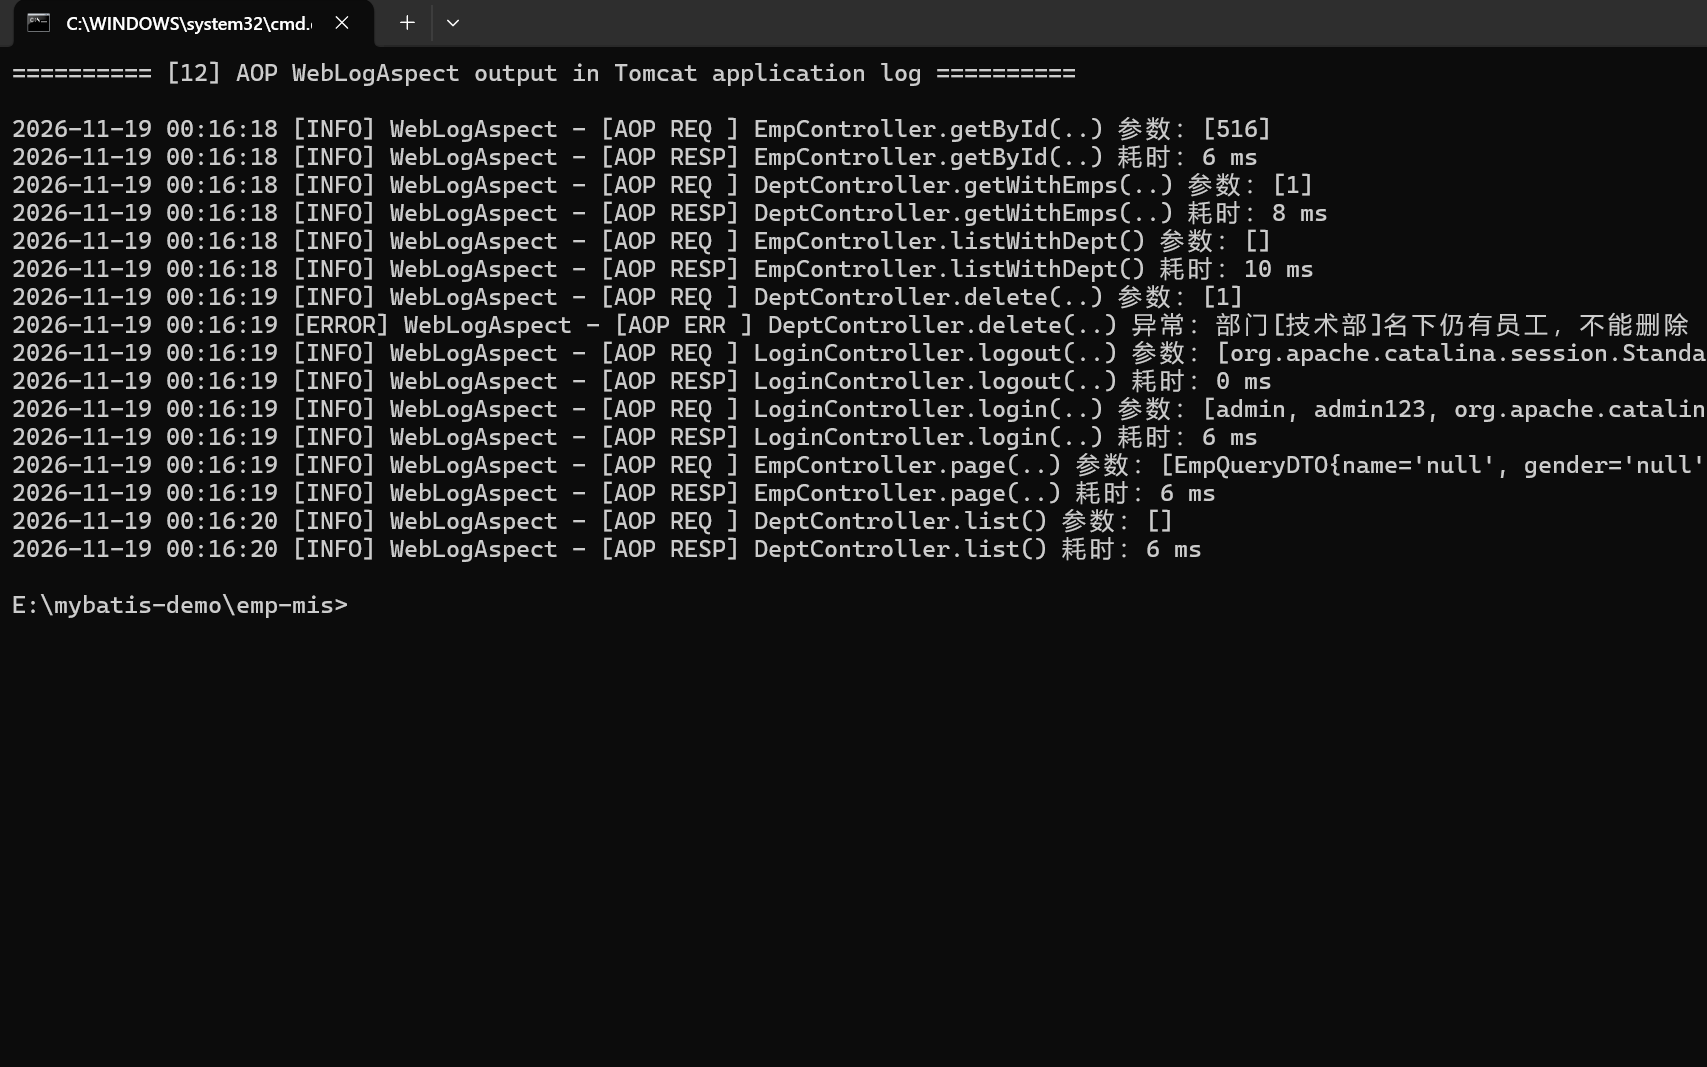 C:\WINDOWS\system32\cmd.
========== [12] AOP WebLogAspect output in Tomcat application log ==========
2026-11-19 00:16:18 [INFO] WebLogAspect - [AOP REQ ] EmpController.getById(..) 参数: [516]
2026-11-19 00:16:18 [INFO] WebLogAspect - [AOP RESP] EmpController.getById(..) 耗时: 6 ms
2026-11-19 00:16:18 [INFO] WebLogAspect - [AOP REQ ] DeptController.getWithEmps(..) 参数: [1]
2026-11-19 00:16:18 [INFO] WebLogAspect - [AOP RESP] DeptController.getWithEmps(..) 耗时: 8 ms
2026-11-19 00:16:18 [INFO] WebLogAspect - [AOP REQ ] EmpController.listWithDept() 参数: []
2026-11-19 00:16:18 [INFO] WebLogAspect - [AOP RESP] EmpController.listWithDept() 耗时: 10 ms
2026-11-19 00:16:19 [INFO] WebLogAspect - [AOP REQ ] DeptController.delete(..) 参数: [1]
2026-11-19 00:16:19 [ERROR] WebLogAspect - [AOP ERR ] DeptController.delete(..) 异常: 部门[技术部]名下仍有员工，不能删除
2026-11-19 00:16:19 [INFO] WebLogAspect - [AOP REQ ] LoginController.logout(..) 参数: [org.apache.catalina.session.Standa
2026-11-19 00:16:19 [INFO] WebLogAspect - [AOP RESP] LoginController.logout(..) 耗时: 0 ms
2026-11-19 00:16:19 [INFO] WebLogAspect - [AOP REQ ] LoginController.login(..) 参数: [admin, admin123, org.apache.catalin
2026-11-19 00:16:19 [INFO] WebLogAspect - [AOP RESP] LoginController.login(..) 耗时: 6 ms
2026-11-19 00:16:19 [INFO] WebLogAspect - [AOP REQ ] EmpController.page(..) 参数: [EmpQueryDTO{name='null', gender='null'
2026-11-19 00:16:19 [INFO] WebLogAspect - [AOP RESP] EmpController.page(..) 耗时: 6 ms
2026-11-19 00:16:20 [INFO] WebLogAspect - [AOP REQ ] DeptController.list() 参数: []
2026-11-19 00:16:20 [INFO] WebLogAspect - [AOP RESP] DeptController.list() 耗时: 6 ms
E:\mybatis-demo\emp-mis>